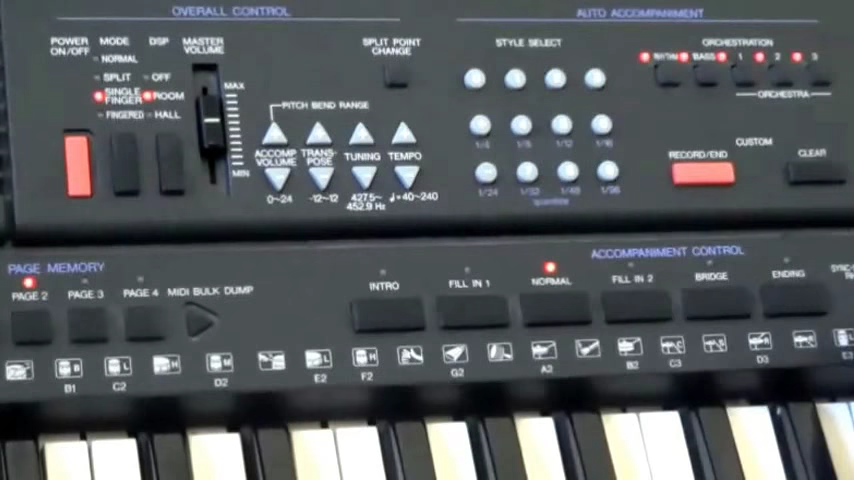 OVERALL CONTROL
AUTO ACCOMPANIMENT
POWER ON/OFF
MODE
DSP
MASTER VOLUME
NORMAL
SPLIT
SINGLE FINGER
FINGERED
OFF
ROOM
HALL
MAX
MIN
SPLIT POINT CHANGE
PITCH BEND RANGE
ACCOMP VOLUME
TRANS-POSE
TUNING
TEMPO
0~24
-12~12
427.5~
452.9 Hz
♩=40~240
STYLE SELECT
1/4
1/8
1/12
1/16
1/24
1/32
1/48
1/96
quantize
ORCHESTRATION
RHYTHM
BASS
1
2
3
ORCHESTRA
CUSTOM
RECORD/END
CLEAR
PAGE MEMORY
PAGE 2
PAGE 3
PAGE 4
MIDI BULK DUMP
ACCOMPANIMENT CONTROL
INTRO
FILL IN 1
NORMAL
FILL IN 2
BRIDGE
ENDING
B1
C2
D2
E2
F2
G2
A2
B2
C3
D3